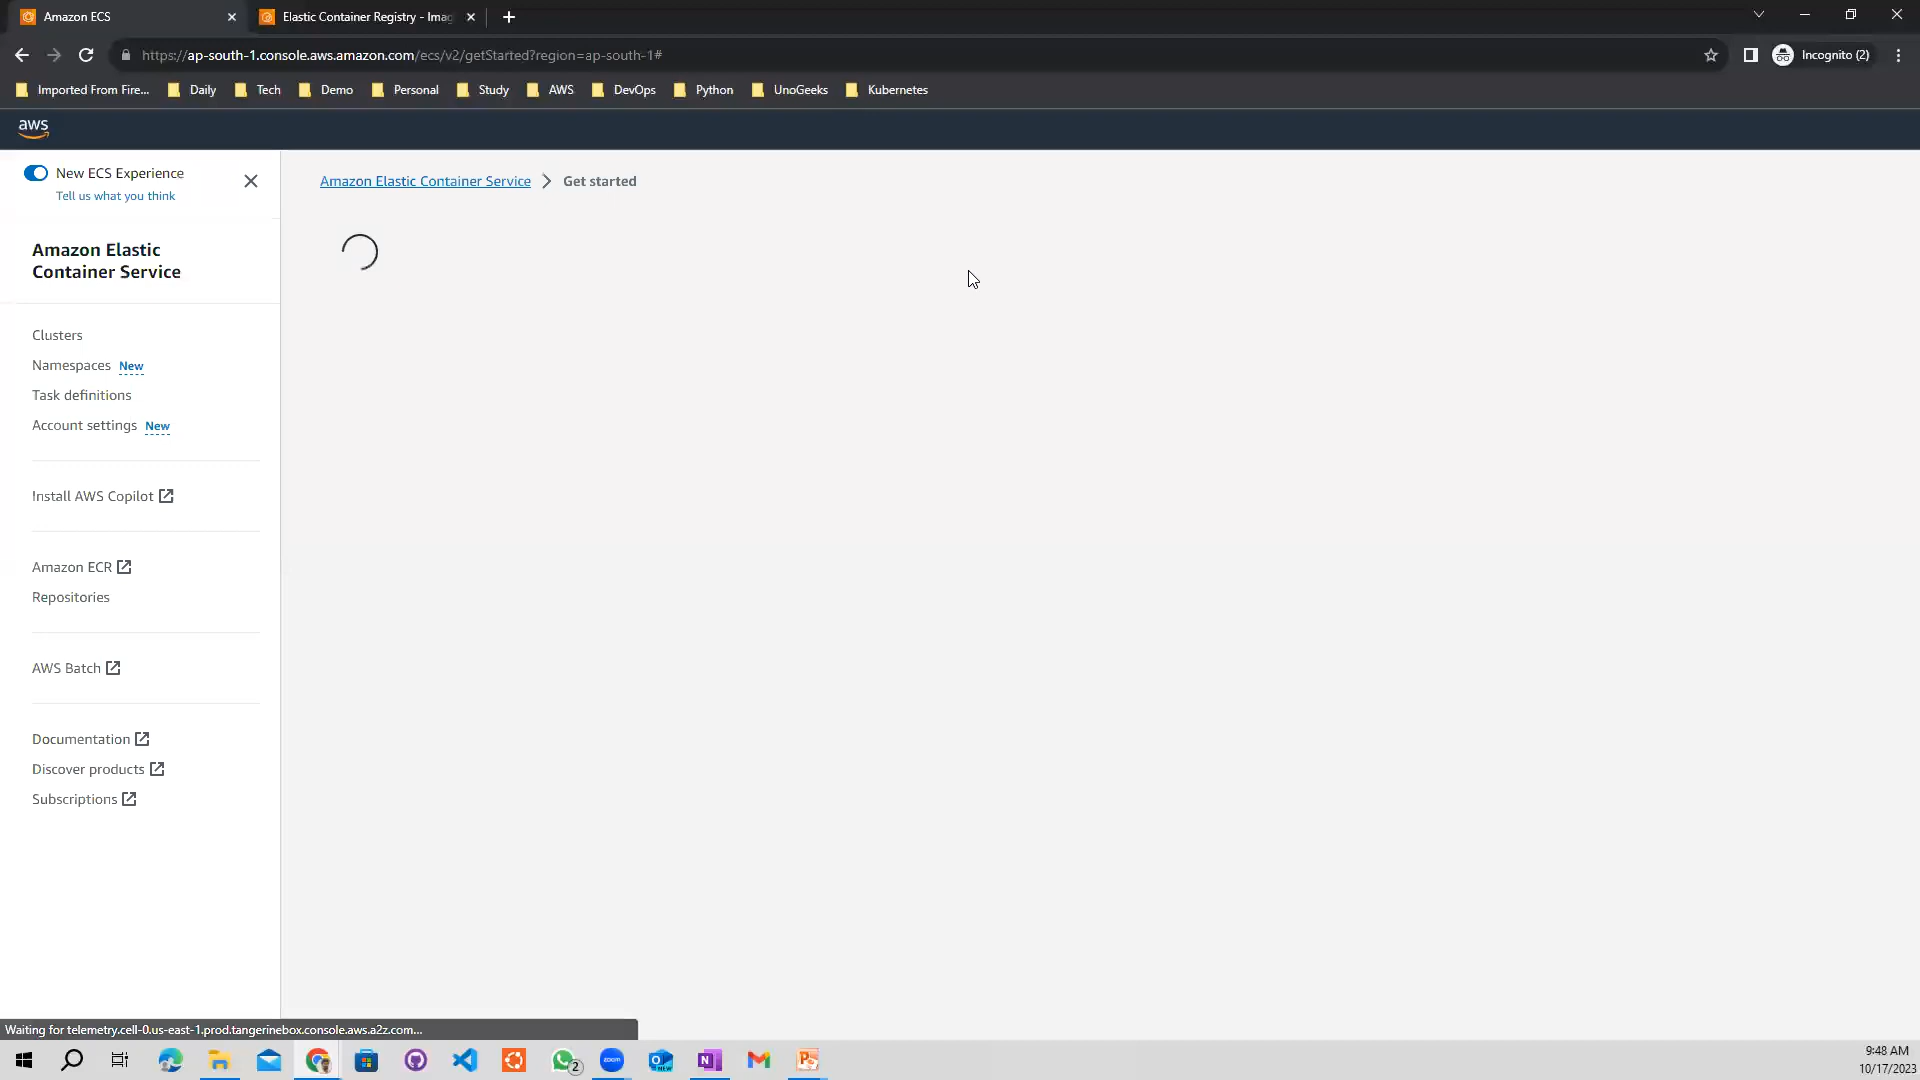 Amazon ECS
Elastic Container Registry - Imag
https://ap-south-1.console.aws.amazon.com/ecs/v2/getStarted?region=ap-south-1#
Incognito (2)
Imported From Fire...
Daily
Tech
Demo
Personal
Study
AWS
DevOps
Python
UnoGeeks
Kubernetes
aws
New ECS Experience
Tell us what you think
Amazon Elastic Container Service > Get started
Amazon Elastic
Container Service
Clusters
Namespaces New
Task definitions
Account settings New
Install AWS Copilot
Amazon ECR
Repositories
AWS Batch
Documentation
Discover products
Subscriptions
Waiting for telemetry.cell-0.us-east-1.prod.tangerinebox.console.aws.a2z.com...
2
zoom
NEW
9:48 AM
10/17/2023